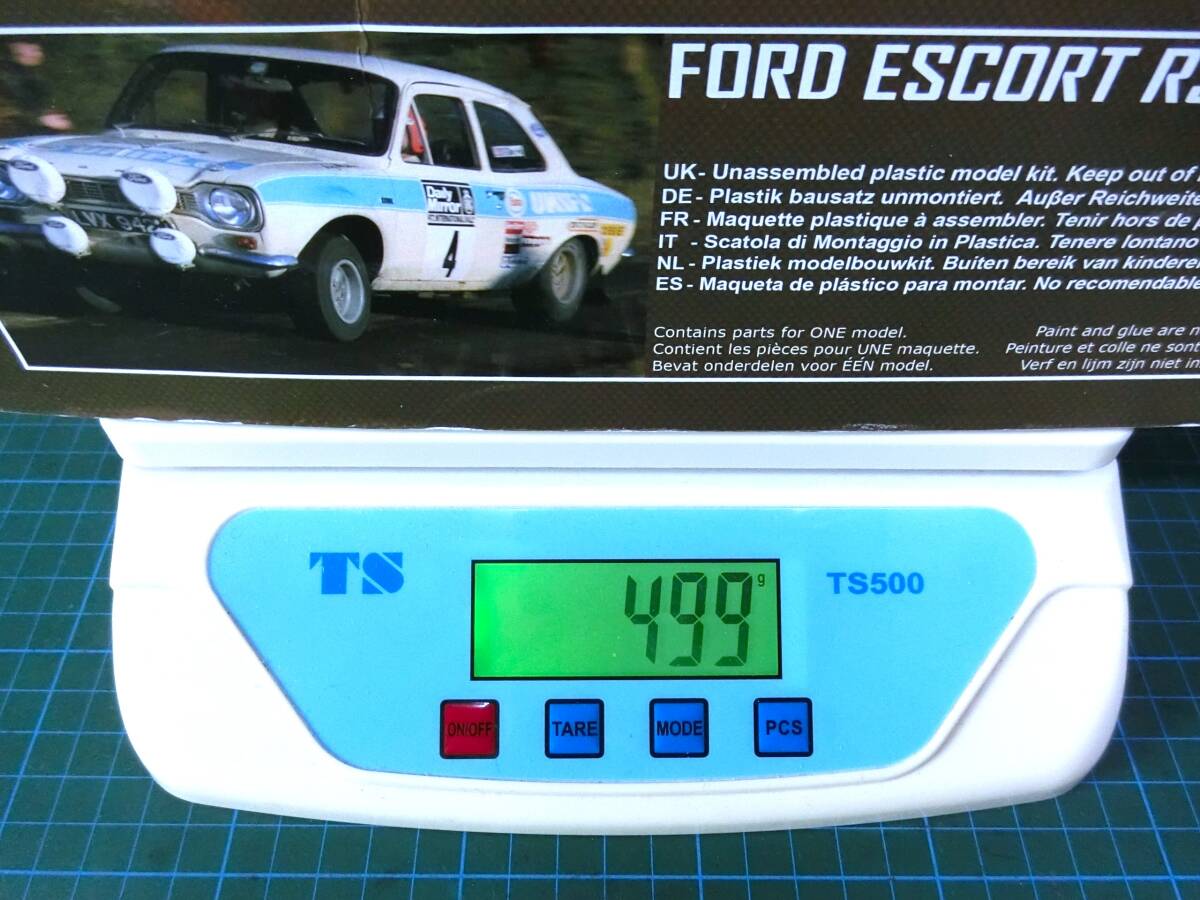 FORD ESCORT RS
UK- Unassembled plastic model kit. Keep out of
DE - Plastik bausatz unmontiert. Außer Reichweite
FR - Maquette plastique à assembler. Tenir hors de
IT - Scatola di Montaggio in Plastica. Tenere lontano
NL - Plastiek modelbouwkit. Buiten bereik van kinderen
ES - Maqueta de plástico para montar. No recomendable
Contains parts for ONE model.
Contient les pièces pour UNE maquette.
Bevat onderdelen voor ÉÉN model.
Paint and glue are
Peinture et colle ne sont
Verf en lijm zijn niet
Daily
Mirror
4
LVX 942
TS
499 g
TS500
ON/OFF
TARE
MODE
PCS